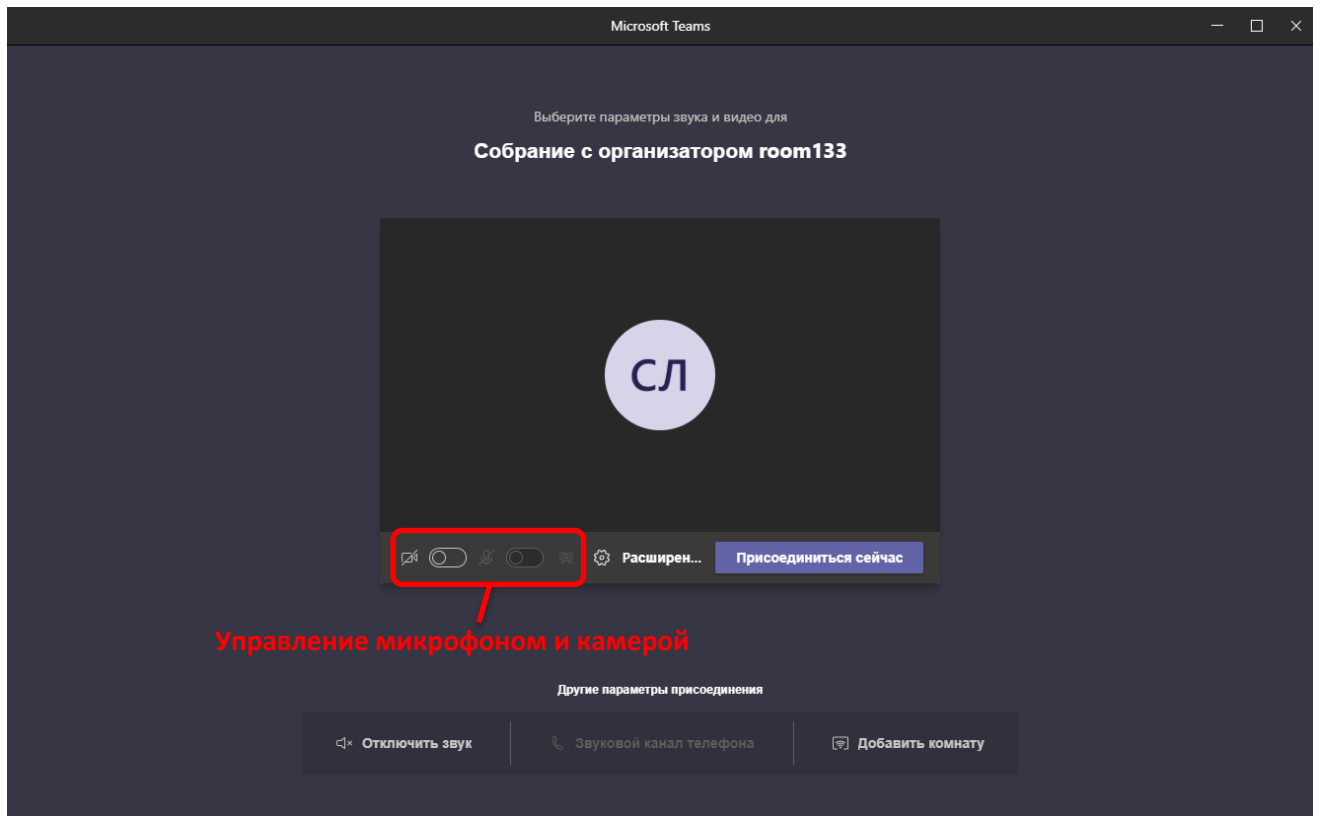 Microsoft Teams
Выберите параметры звука и видео для
Собрание с организатором room133
СЛ
Расширен... Присоединиться сейчас
Управление микрофоном и камерой
Другие параметры присоединения
Отключить звук Звуковой канал телефона Добавить комнату